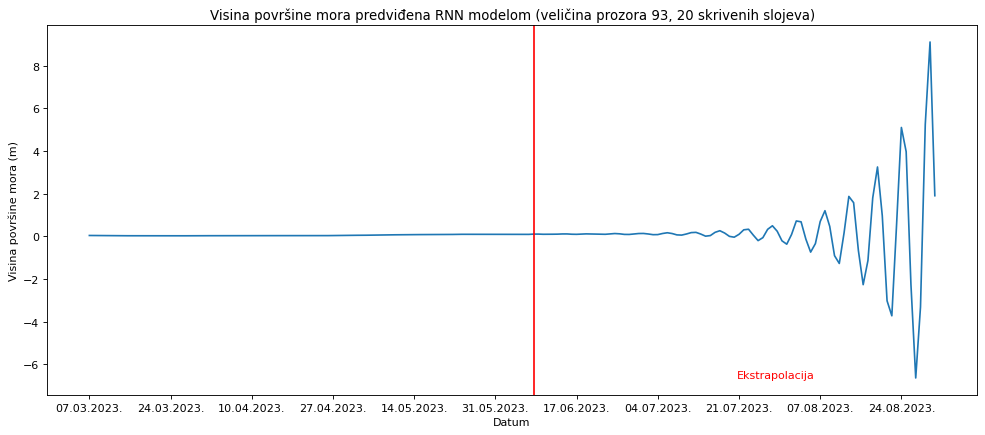 Visina površine mora predviđena RNN modelom (veličina prozora 93, 20 skrivenih slojeva)
Visina površine mora (m)
8
6
4
2
0
−2
−4
−6
Ekstrapolacija
07.03.2023. 24.03.2023. 10.04.2023. 27.04.2023. 14.05.2023. 31.05.2023. 17.06.2023. 04.07.2023. 21.07.2023. 07.08.2023. 24.08.2023.
Datum